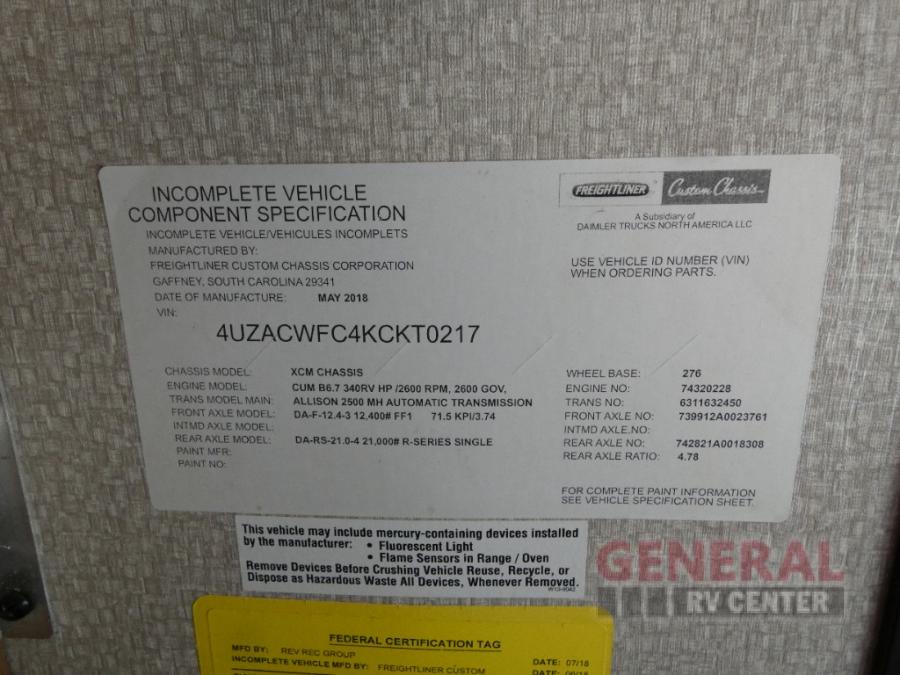 INCOMPLETE VEHICLE
COMPONENT SPECIFICATION
INCOMPLETE VEHICLE/VEHICULES INCOMPLETS
MANUFACTURED BY:
FREIGHTLINER CUSTOM CHASSIS CORPORATION
GAFFNEY, SOUTH CAROLINA 29341
DATE OF MANUFACTURE: MAY 2018
VIN:
4UZACWFC4KCKT0217
FREIGHTLINER Custom Chassis
A Subsidiary of
DAIMLER TRUCKS NORTH AMERICA LLC
USE VEHICLE ID NUMBER (VIN)
WHEN ORDERING PARTS.
CHASSIS MODEL: XCM CHASSIS
ENGINE MODEL: CUM B6.7 340RV HP /2600 RPM, 2600 GOV,
TRANS MODEL MAIN: ALLISON 2500 MH AUTOMATIC TRANSMISSION
FRONT AXLE MODEL: DA-F-12.4-3 12,400# FF1 71.5 KPI/3.74
INTMD AXLE MODEL:
REAR AXLE MODEL: DA-RS-21.0-4 21,000# R-SERIES SINGLE
PAINT MFR:
PAINT NO:
WHEEL BASE: 276
ENGINE NO: 74320228
TRANS NO: 6311632450
FRONT AXLE NO: 739912A0023761
INTMD AXLE.NO:
REAR AXLE NO: 742821A0018308
REAR AXLE RATIO: 4.78
FOR COMPLETE PAINT INFORMATION
SEE VEHICLE SPECIFICATION SHEET.
This vehicle may include mercury-containing devices installed
by the manufacturer: • Fluorescent Light
• Flame Sensors in Range / Oven
Remove Devices Before Crushing Vehicle Reuse, Recycle, or
Dispose as Hazardous Waste All Devices, Whenever Removed.
GENERAL
RV CENTER
FEDERAL CERTIFICATION TAG
MFD BY: REV REC GROUP DATE: 07/18
INCOMPLETE VEHICLE MFD BY: FREIGHTLINER CUSTOM DATE: